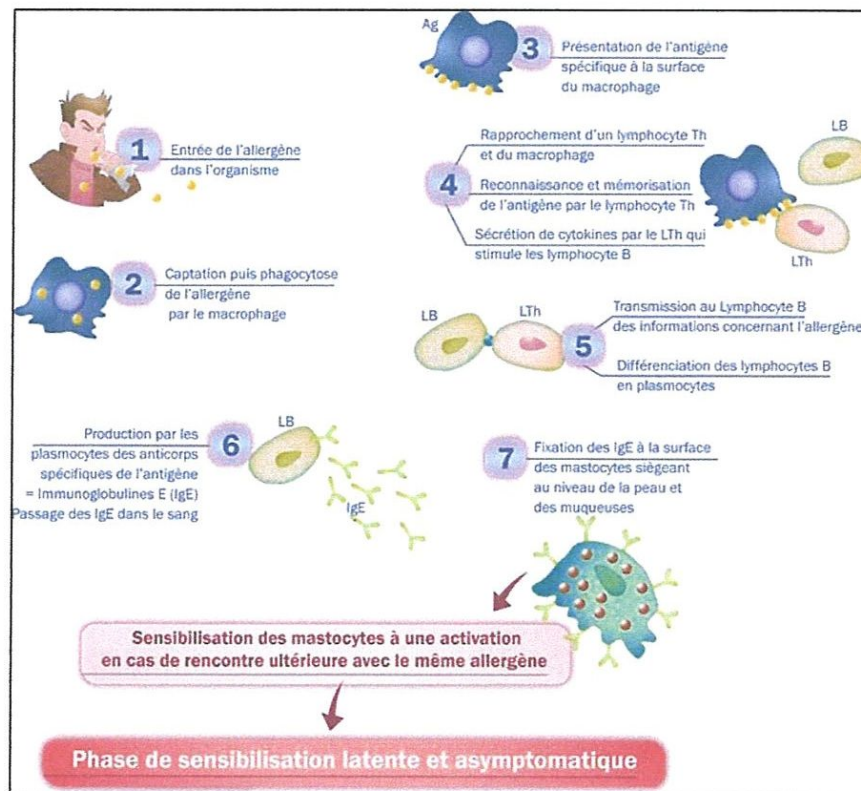 1
Entrée de l'allergène
dans l'organisme
2
Captation puis phagocytose
de l'allergène
par le macrophage
Ag
3
Présentation de l'antigène
spécifique à la surface
du macrophage
4
Rapprochement d'un lymphocyte Th
et du macrophage
Reconnaissance et mémorisation
de l'antigène par le lymphocyte Th
Sécrétion de cytokines par le LTh qui
stimule les lymphocyte B
LB
LTh
LB
LTh
5
Transmission au Lymphocyte B
des informations concernant l'allergène
Différenciation des lymphocytes B
en plasmocytes
6
Production par les
plasmocytes des anticorps
spécifiques de l'antigène
= Immunoglobulines E (IgE)
Passage des IgE dans le sang
LB
IgE
7
Fixation des IgE à la surface
des mastocytes siégeant
au niveau de la peau et
des muqueuses
Sensibilisation des mastocytes à une activation
en cas de rencontre ultérieure avec le même allergène
Phase de sensibilisation latente et asymptomatique